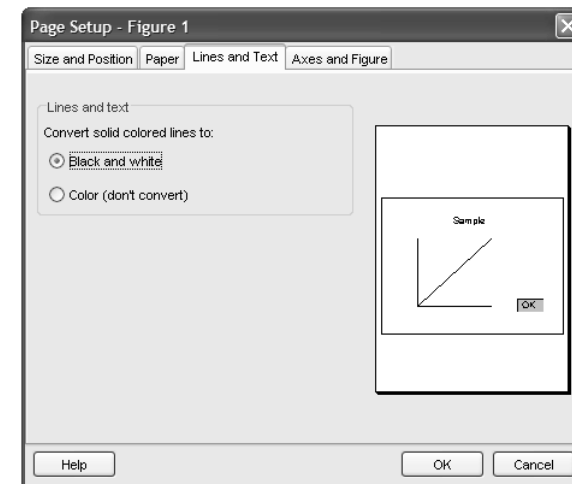 Page Setup - Figure 1
Size and Position Paper Lines and Text Axes and Figure
Lines and text
Convert solid colored lines to:
Black and white
Color (don't convert)
Sample
OK
Help OK Cancel